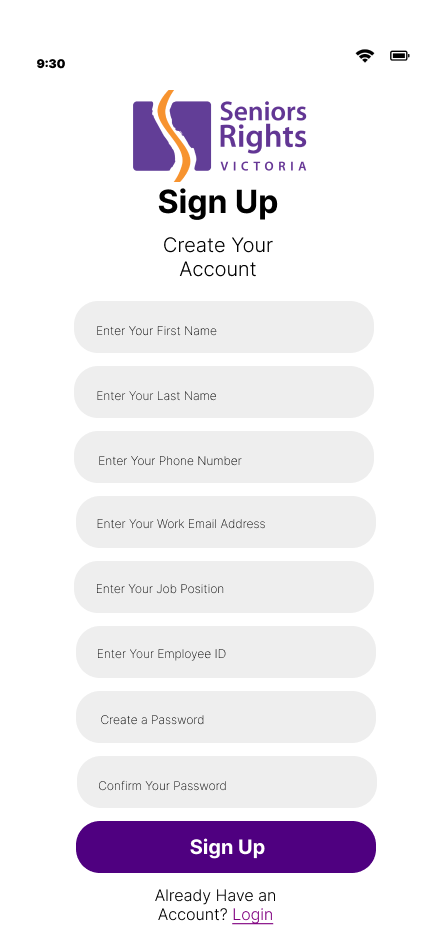 9:30
Seniors
Rights
VICTORIA
Sign Up
Create Your
Account
Enter Your First Name
Enter Your Last Name
Enter Your Phone Number
Enter Your Work Email Address
Enter Your Job Position
Enter Your Employee ID
Create a Password
Confirm Your Password
Sign Up
Already Have an
Account? Login